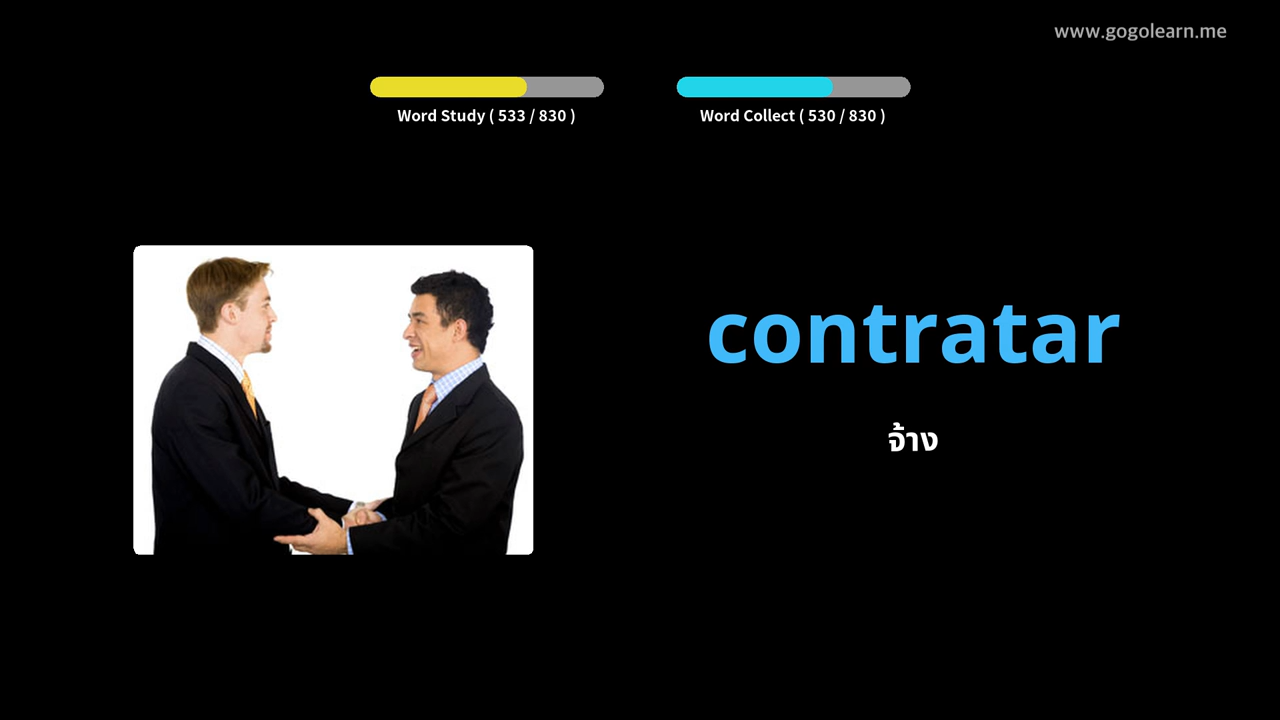 www.gogolearn.me
Word Study ( 533 / 830 )
Word Collect ( 530 / 830 )
contratar
จ้าง